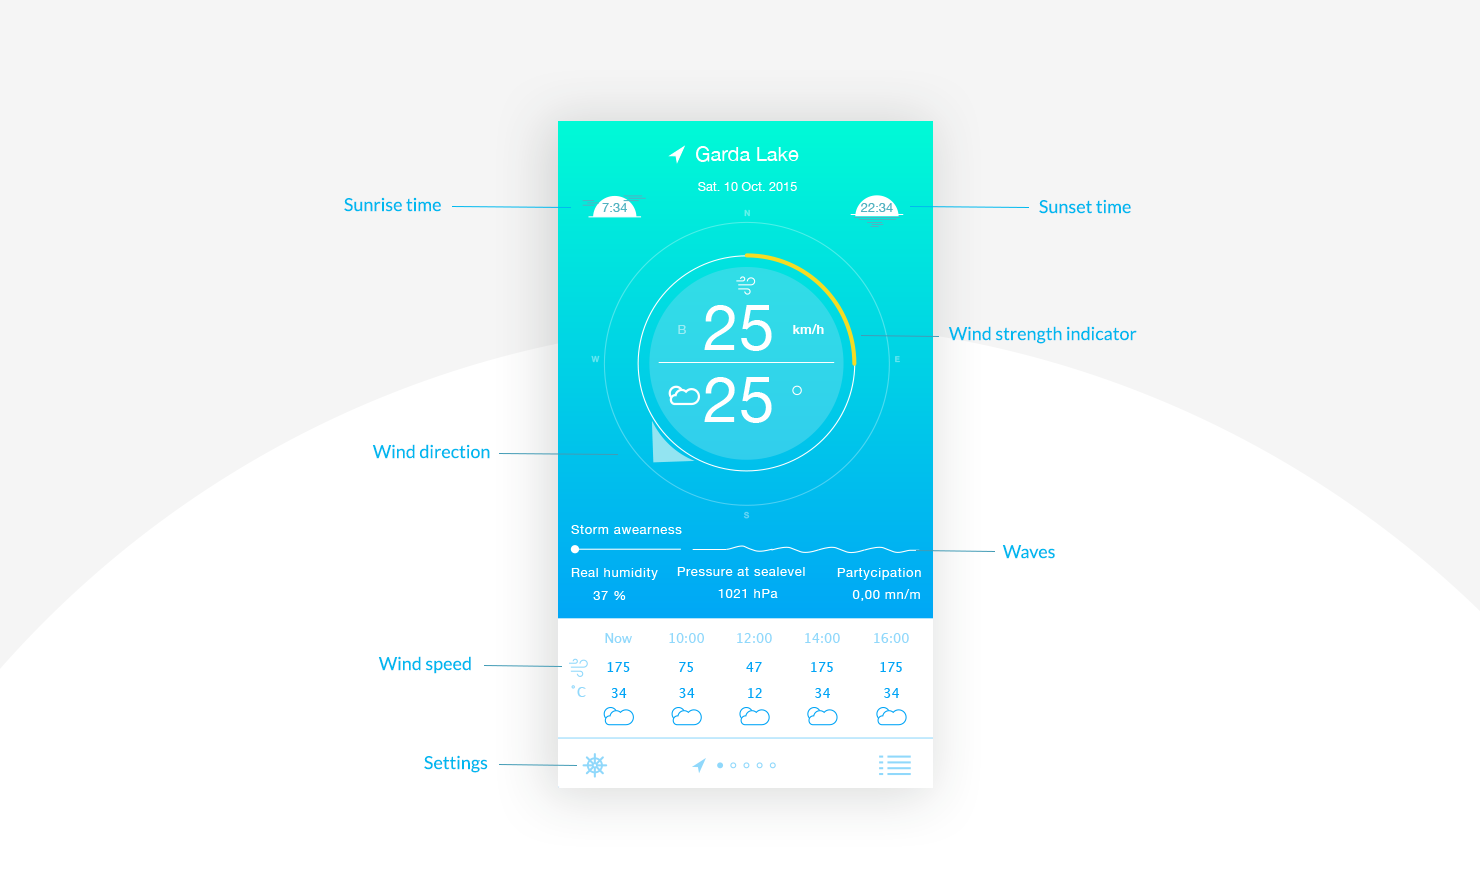 Garda Lake
Sat. 10 Oct. 2015
Sunrise time
7:34
22:34
Sunset time
N
B 25 km/h
Wind strength indicator
W
E
25 °
Wind direction
S
Storm awearness
Waves
Real humidity Pressure at sealevel Partycipation
37 % 1021 hPa 0,00 mn/m
Now 10:00 12:00 14:00 16:00
Wind speed
175 75 47 175 175
°C 34 34 12 34 34
Settings